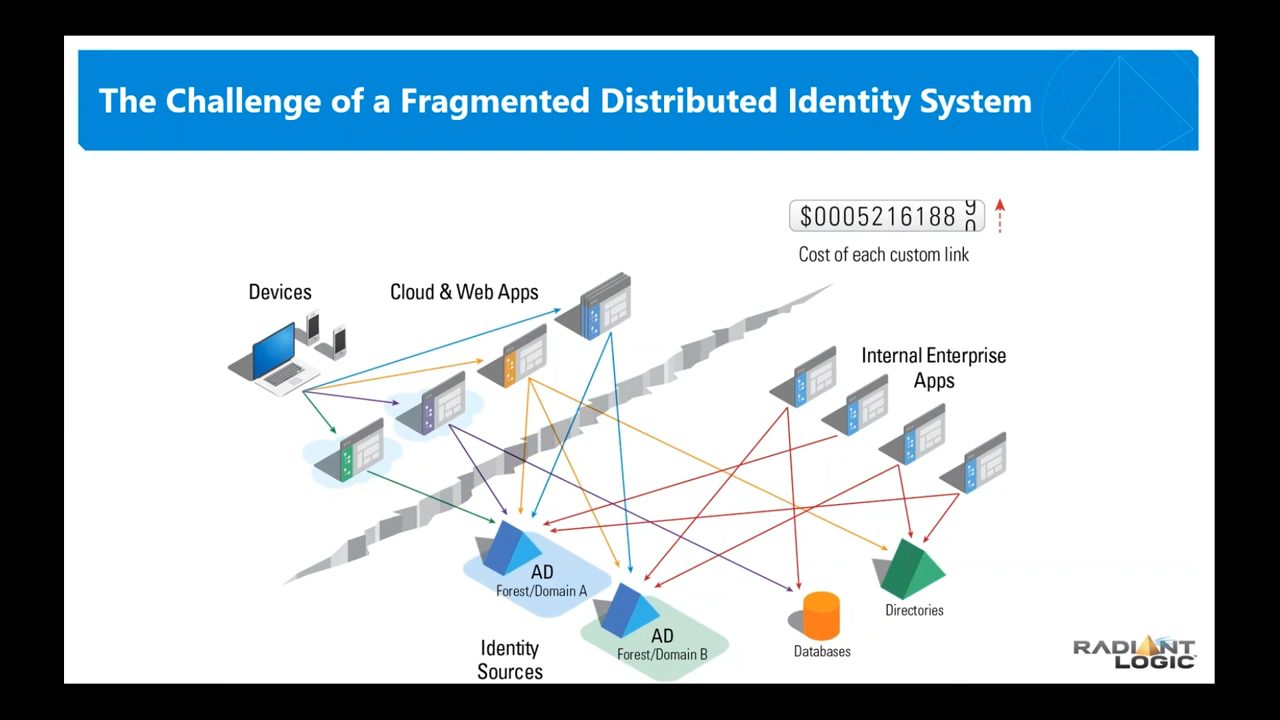 The Challenge of a Fragmented Distributed Identity System
$0005216188
Cost of each custom link
Devices
Cloud & Web Apps
Internal Enterprise
Apps
AD
Forest/Domain A
AD
Forest/Domain B
Identity
Sources
Databases
Directories
RADIANT
LOGIC